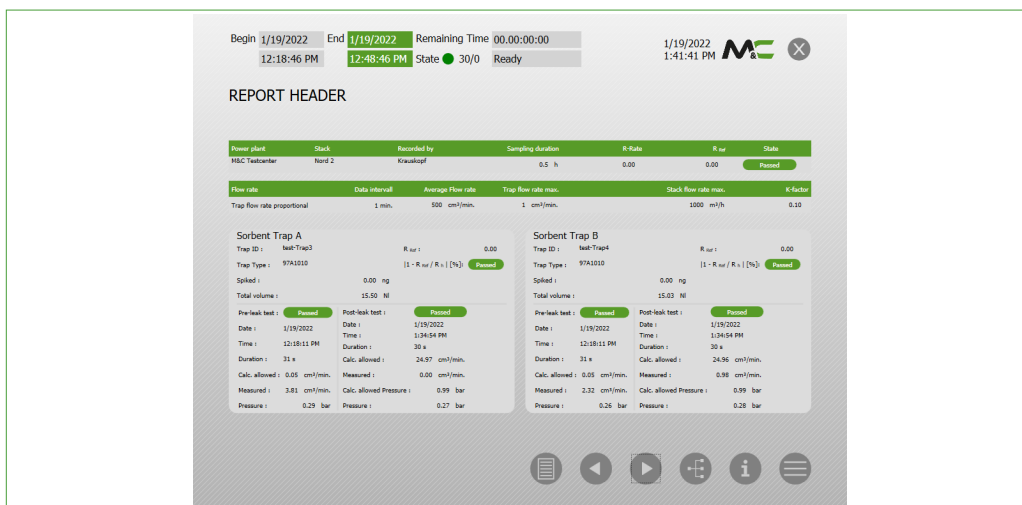 Begin 1/19/2022 End 1/19/2022 Remaining Time 00.00:00:00 1/19/2022 M&C
12:18:46 PM 12:48:46 PM State 30/0 Ready 1:41:41 PM
REPORT HEADER
Power plant Stack Recorded by Sampling duration R-Rate R Ref State
M&C Testcenter Nord 2 Krauskopf 0.5 h 0.00 0.00 Passed
Flow rate Data intervall Average Flow rate Trap flow rate max. Stack flow rate max. K-factor
Trap flow rate proportional 1 min. 500 cm³/min. 1 cm³/min. 1000 m³/h 0.10
Sorbent Trap A
Trap ID : test-Trap3 R Ref : 0.00
Trap Type : 97A1010 |1 - R Ref / R h | [%]: Passed
Spiked : 0.00 ng
Total volume : 15.50 Nl
Pre-leak test : Passed Post-leak test : Passed
Date : 1/19/2022 Date : 1/19/2022
Time : 12:18:11 PM Time : 1:34:54 PM
Duration : 31 s Duration : 30 s
Calc. allowed : 0.05 cm³/min. Calc. allowed : 24.97 cm³/min.
Measured : 3.81 cm³/min. Measured : 0.00 cm³/min.
Pressure : 0.29 bar Calc. allowed Pressure : 0.99 bar
Pressure : 0.27 bar
Sorbent Trap B
Trap ID : test-Trap4 R Ref : 0.00
Trap Type : 97A1010 |1 - R Ref / R h | [%]: Passed
Spiked : 0.00 ng
Total volume : 15.03 Nl
Pre-leak test : Passed Post-leak test : Passed
Date : 1/19/2022 Date : 1/19/2022
Time : 12:18:11 PM Time : 1:34:54 PM
Duration : 31 s Duration : 30 s
Calc. allowed : 0.05 cm³/min. Calc. allowed : 24.96 cm³/min.
Measured : 2.32 cm³/min. Measured : 0.98 cm³/min.
Pressure : 0.26 bar Calc. allowed Pressure : 0.99 bar
Pressure : 0.28 bar